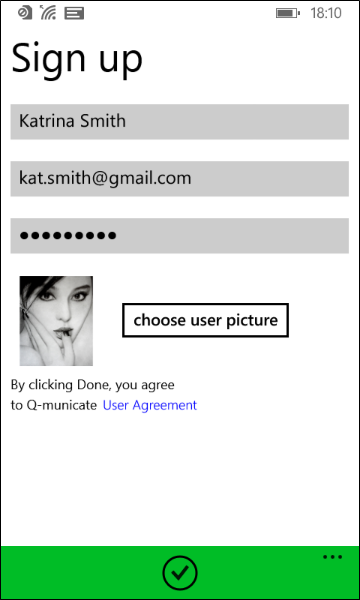 18:10
Sign up
Katrina Smith
kat.smith@gmail.com
●●●●●●●●●
choose user picture
By clicking Done, you agree
to Q-municate User Agreement